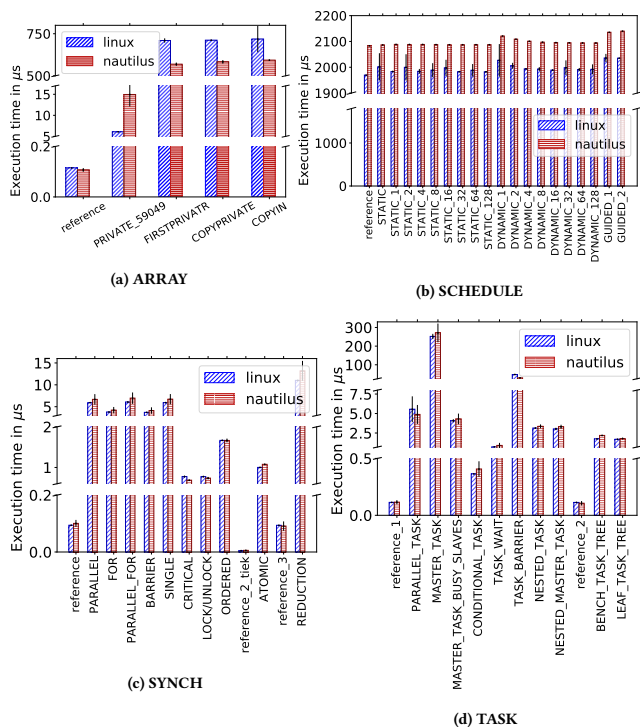 Execution time in μs
750
500
15
10
5
0.2
0.0
linux
nautilus
reference
PRIVATE_59049
FIRSTPRIVATR
COPYPRIVATE
COPYIN
(a) ARRAY
Execution time in μs
2200
2100
2000
1900
1000
0
linux
nautilus
reference
STATIC
STATIC_1
STATIC_2
STATIC_4
STATIC_8
STATIC_16
STATIC_32
STATIC_64
STATIC_128
DYNAMIC_1
DYNAMIC_2
DYNAMIC_4
DYNAMIC_8
DYNAMIC_16
DYNAMIC_32
DYNAMIC_64
DYNAMIC_128
GUIDED_1
GUIDED_2
(b) SCHEDULE
Execution time in μs
15
10
5
2
1
0.2
0.0
linux
nautilus
reference
PARALLEL
FOR
PARALLEL_FOR
BARRIER
SINGLE
CRITICAL
LOCK/UNLOCK
ORDERED
reference_2_tiek
ATOMIC
reference_3
REDUCTION
(c) SYNCH
Execution time in μs
300
200
100
7.5
5.0
2.5
0.5
0.0
linux
nautilus
reference_1
PARALLEL_TASK
MASTER_TASK
MASTER_TASK_BUSY_SLAVES
CONDITIONAL_TASK
TASK_WAIT
TASK_BARRIER
NESTED_TASK
NESTED_MASTER_TASK
reference_2
BENCH_TASK_TREE
LEAF_TASK_TREE
(d) TASK